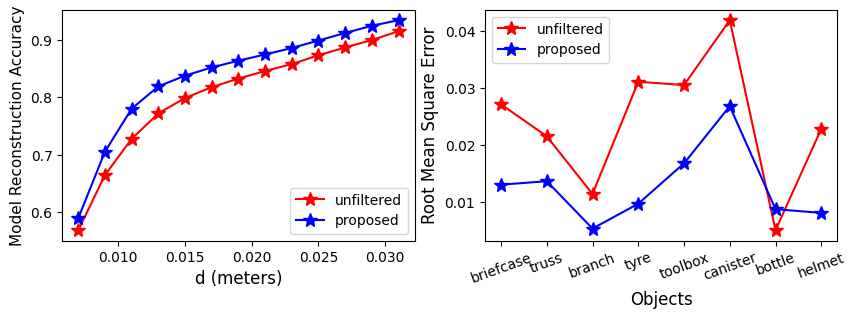 Model Reconstruction Accuracy
0.9
0.8
0.7
0.6
unfiltered
proposed
0.010
0.015
0.020
0.025
0.030
d (meters)
Root Mean Square Error
0.04
0.03
0.02
0.01
unfiltered
proposed
briefcase
truss
branch
tyre
toolbox
canister
bottle
helmet
Objects